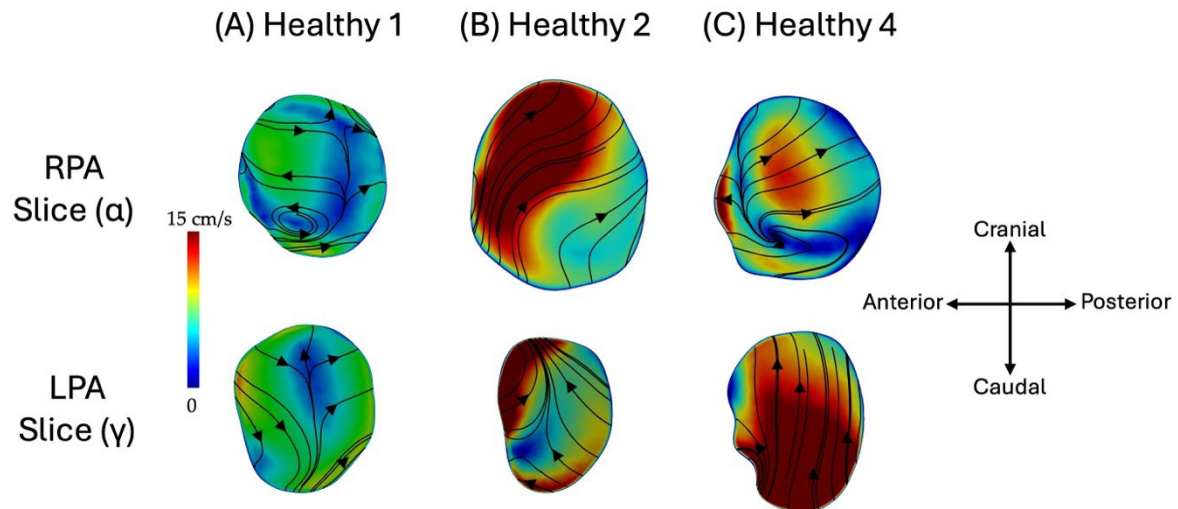 (A) Healthy 1
(B) Healthy 2
(C) Healthy 4
RPA
Slice (α)
15 cm/s
0
LPA
Slice (γ)
Cranial
Anterior
Posterior
Caudal